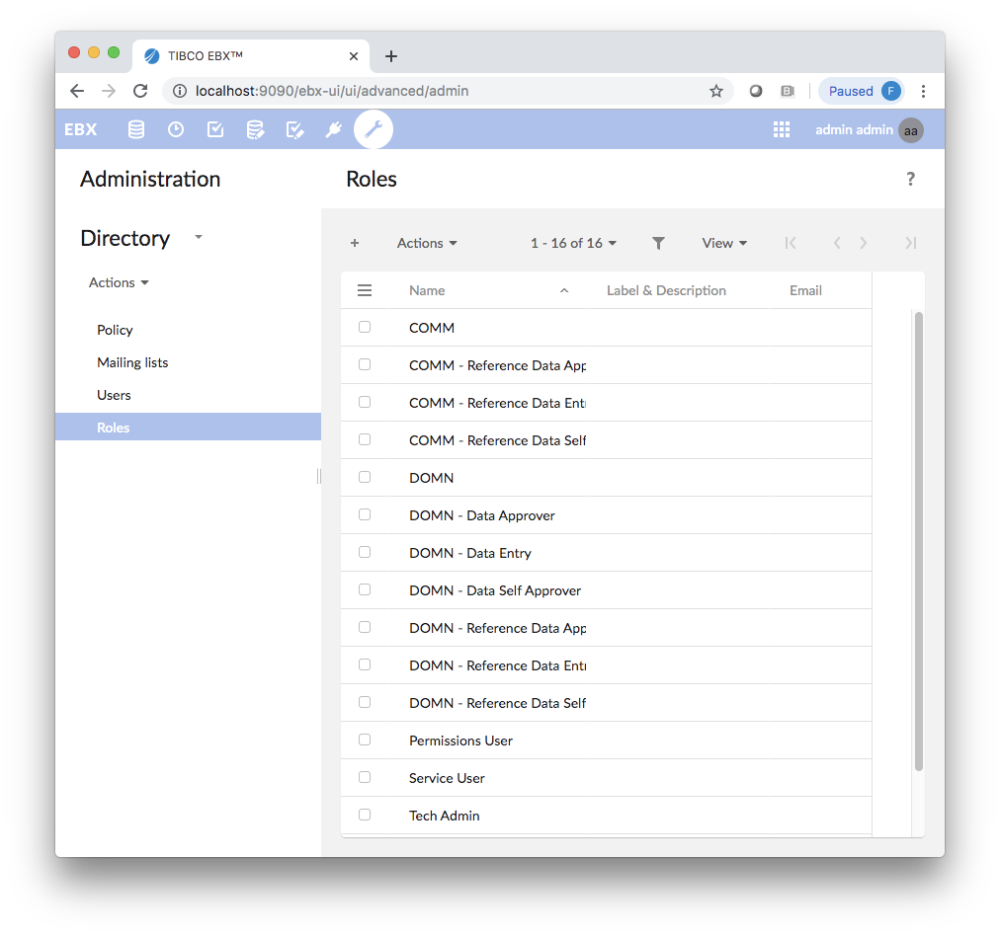 TIBCO EBX™
localhost:9090/ebx-ui/ui/advanced/admin
Paused F
EBX
admin admin aa
Administration
Roles
?
Directory
Actions
1 - 16 of 16
View
Actions
Policy
Mailing lists
Users
Roles
Name
Label & Description
Email
COMM
COMM - Reference Data App
COMM - Reference Data Ent
COMM - Reference Data Self
DOMN
DOMN - Data Approver
DOMN - Data Entry
DOMN - Data Self Approver
DOMN - Reference Data App
DOMN - Reference Data Ent
DOMN - Reference Data Self
Permissions User
Service User
Tech Admin